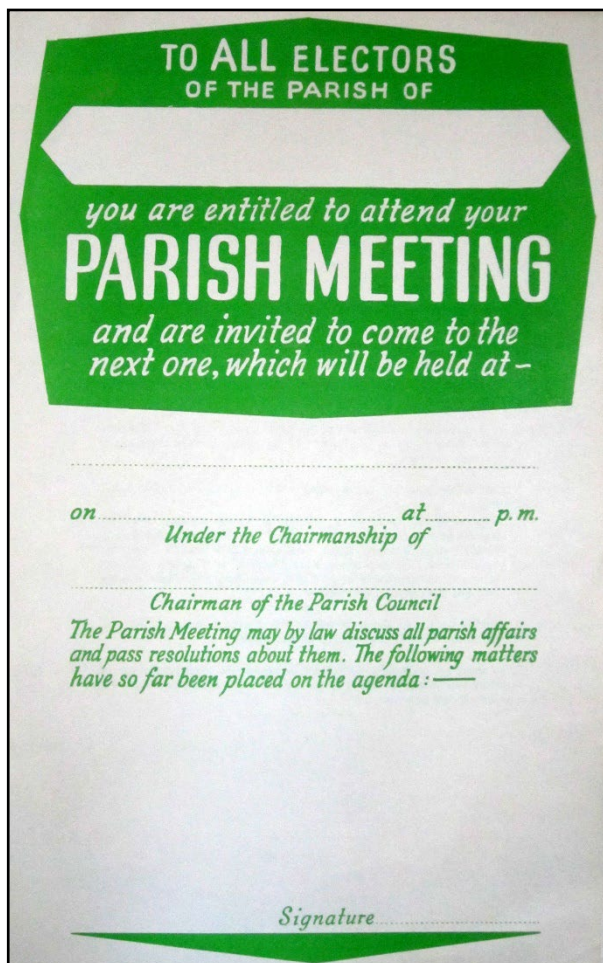 TO ALL ELECTORS
OF THE PARISH OF
you are entitled to attend your
PARISH MEETING
and are invited to come to the
next one, which will be held at –
on at p.m.
Under the Chairmanship of
Chairman of the Parish Council
The Parish Meeting may by law discuss all parish affairs
and pass resolutions about them. The following matters
have so far been placed on the agenda : —
Signature